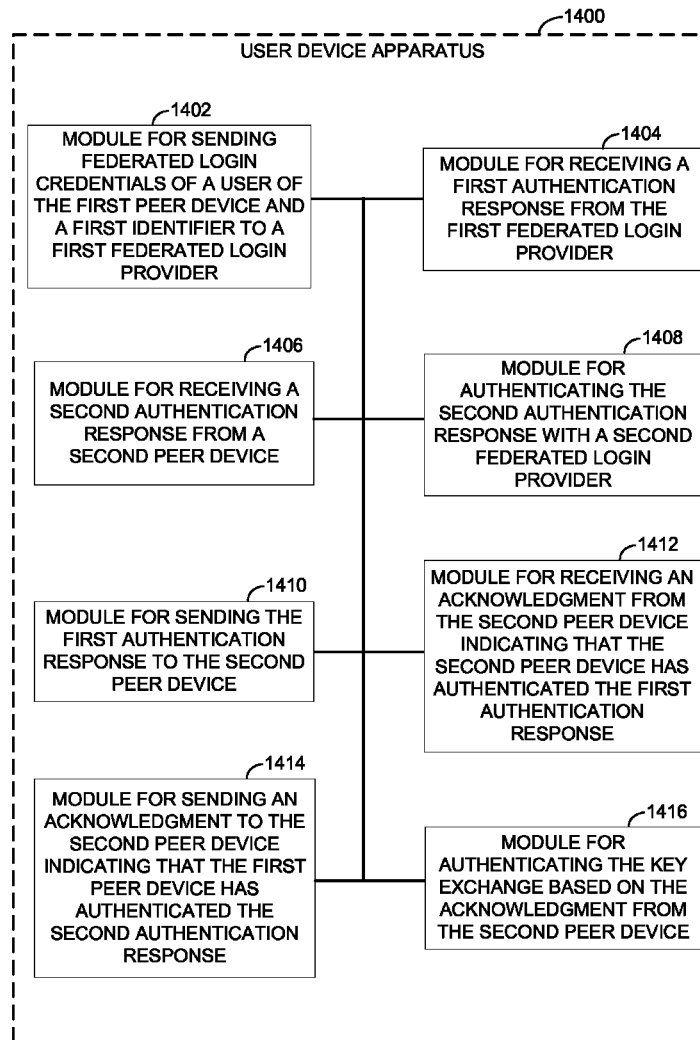 1400
USER DEVICE APPARATUS
1402
MODULE FOR SENDING
FEDERATED LOGIN
CREDENTIALS OF A USER OF
THE FIRST PEER DEVICE AND
A FIRST IDENTIFIER TO A
FIRST FEDERATED LOGIN
PROVIDER
1404
MODULE FOR RECEIVING A
FIRST AUTHENTICATION
RESPONSE FROM THE
FIRST FEDERATED LOGIN
PROVIDER
1406
MODULE FOR RECEIVING A
SECOND AUTHENTICATION
RESPONSE FROM A
SECOND PEER DEVICE
1408
MODULE FOR
AUTHENTICATING THE
SECOND AUTHENTICATION
RESPONSE WITH A SECOND
FEDERATED LOGIN
PROVIDER
1410
MODULE FOR SENDING THE
FIRST AUTHENTICATION
RESPONSE TO THE SECOND
PEER DEVICE
1412
MODULE FOR RECEIVING AN
ACKNOWLEDGMENT FROM
THE SECOND PEER DEVICE
INDICATING THAT THE
SECOND PEER DEVICE HAS
AUTHENTICATED THE FIRST
AUTHENTICATION
RESPONSE
1414
MODULE FOR SENDING AN
ACKNOWLEDGMENT TO THE
SECOND PEER DEVICE
INDICATING THAT THE FIRST
PEER DEVICE HAS
AUTHENTICATED THE
SECOND AUTHENTICATION
RESPONSE
1416
MODULE FOR
AUTHENTICATING THE KEY
EXCHANGE BASED ON THE
ACKNOWLEDGMENT FROM
THE SECOND PEER DEVICE